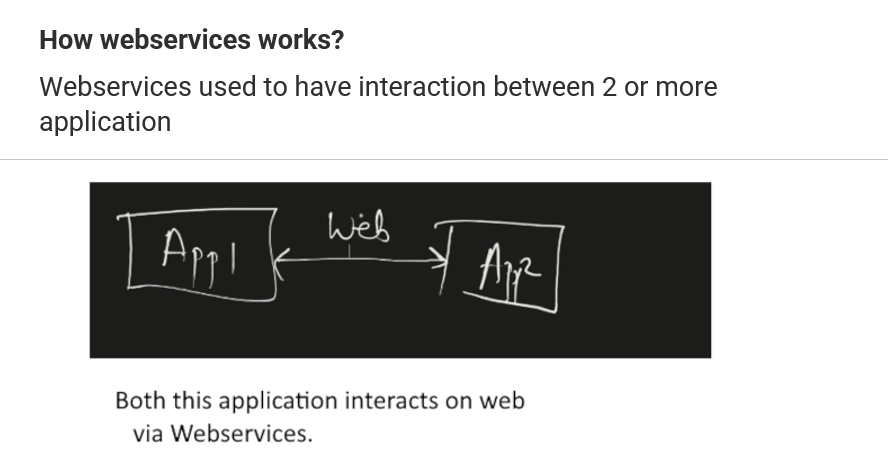 How webservices works?
Webservices used to have interaction between 2 or more
application
Web
App1
App2
Both this application interacts on web
via Webservices.